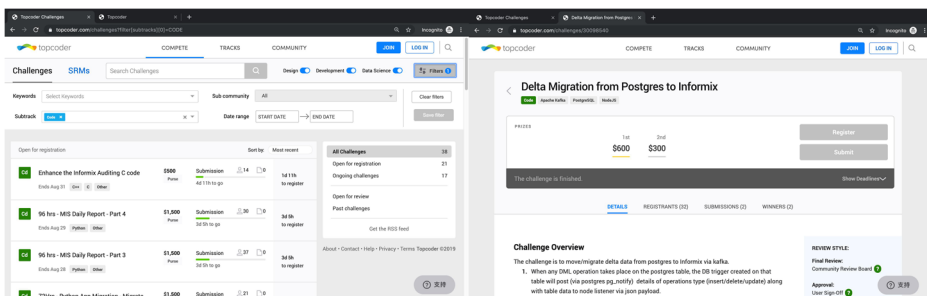 Topcoder Challenges
Topcoder
topcoder.com/challenges?filter[subtracks][0]=CODE
Incognito
topcoder
COMPETE
TRACKS
COMMUNITY
JOIN
LOG IN
Challenges
SRMs
Search Challenges
Design
Development
Data Science
Filters
Keywords
Select Keywords
Sub community
All
Clear filters
Subtrack
Code ×
Date range
START DATE → END DATE
Save filter
Open for registration
Sort by: Most recent
Cd
Enhance the Informix Auditing C code
Ends Aug 31 C++ C Other
$500
Purse
Submission
4d 11h to go
14 0
1d 11h
to register
Cd
96 hrs - MIS Daily Report - Part 4
Ends Aug 29 Python Other
$1,500
Purse
Submission
3d 5h to go
30 0
3d 5h
to register
Cd
96 hrs - MIS Daily Report - Part 3
Ends Aug 28 Python Other
$1,500
Purse
Submission
3d 5h to go
37 0
3d 5h
to register
Cd
$1,500
Submission
21 0
All Challenges 38
Open for registration 21
Ongoing challenges 17
Open for review
Past challenges
Get the RSS feed
About • Contact • Help • Privacy • Terms Topcoder ©2019
支持
Topcoder Challenges
Delta Migration from Postgres
topcoder.com/challenges/30098540
Incognito
topcoder
COMPETE
TRACKS
COMMUNITY
JOIN
LOG IN
Delta Migration from Postgres to Informix
Code Apache Kafka PostgreSQL NodeJS
PRIZES
1st
$600
2nd
$300
Register
Submit
The challenge is finished.
Show Deadlines
DETAILS
REGISTRANTS (32)
SUBMISSIONS (2)
WINNERS (2)
Challenge Overview
The challenge is to move/migrate delta data from postgres to Informix via kafka.
1. When any DML operation takes place on the postgres table, the DB trigger created on that
table will post (via postgres pg_notify) details of operations type (insert/delete/update) along
with table data to node listener via json payload.
REVIEW STYLE:
Final Review:
Community Review Board ?
Approval:
User Sign-Off ?
支持